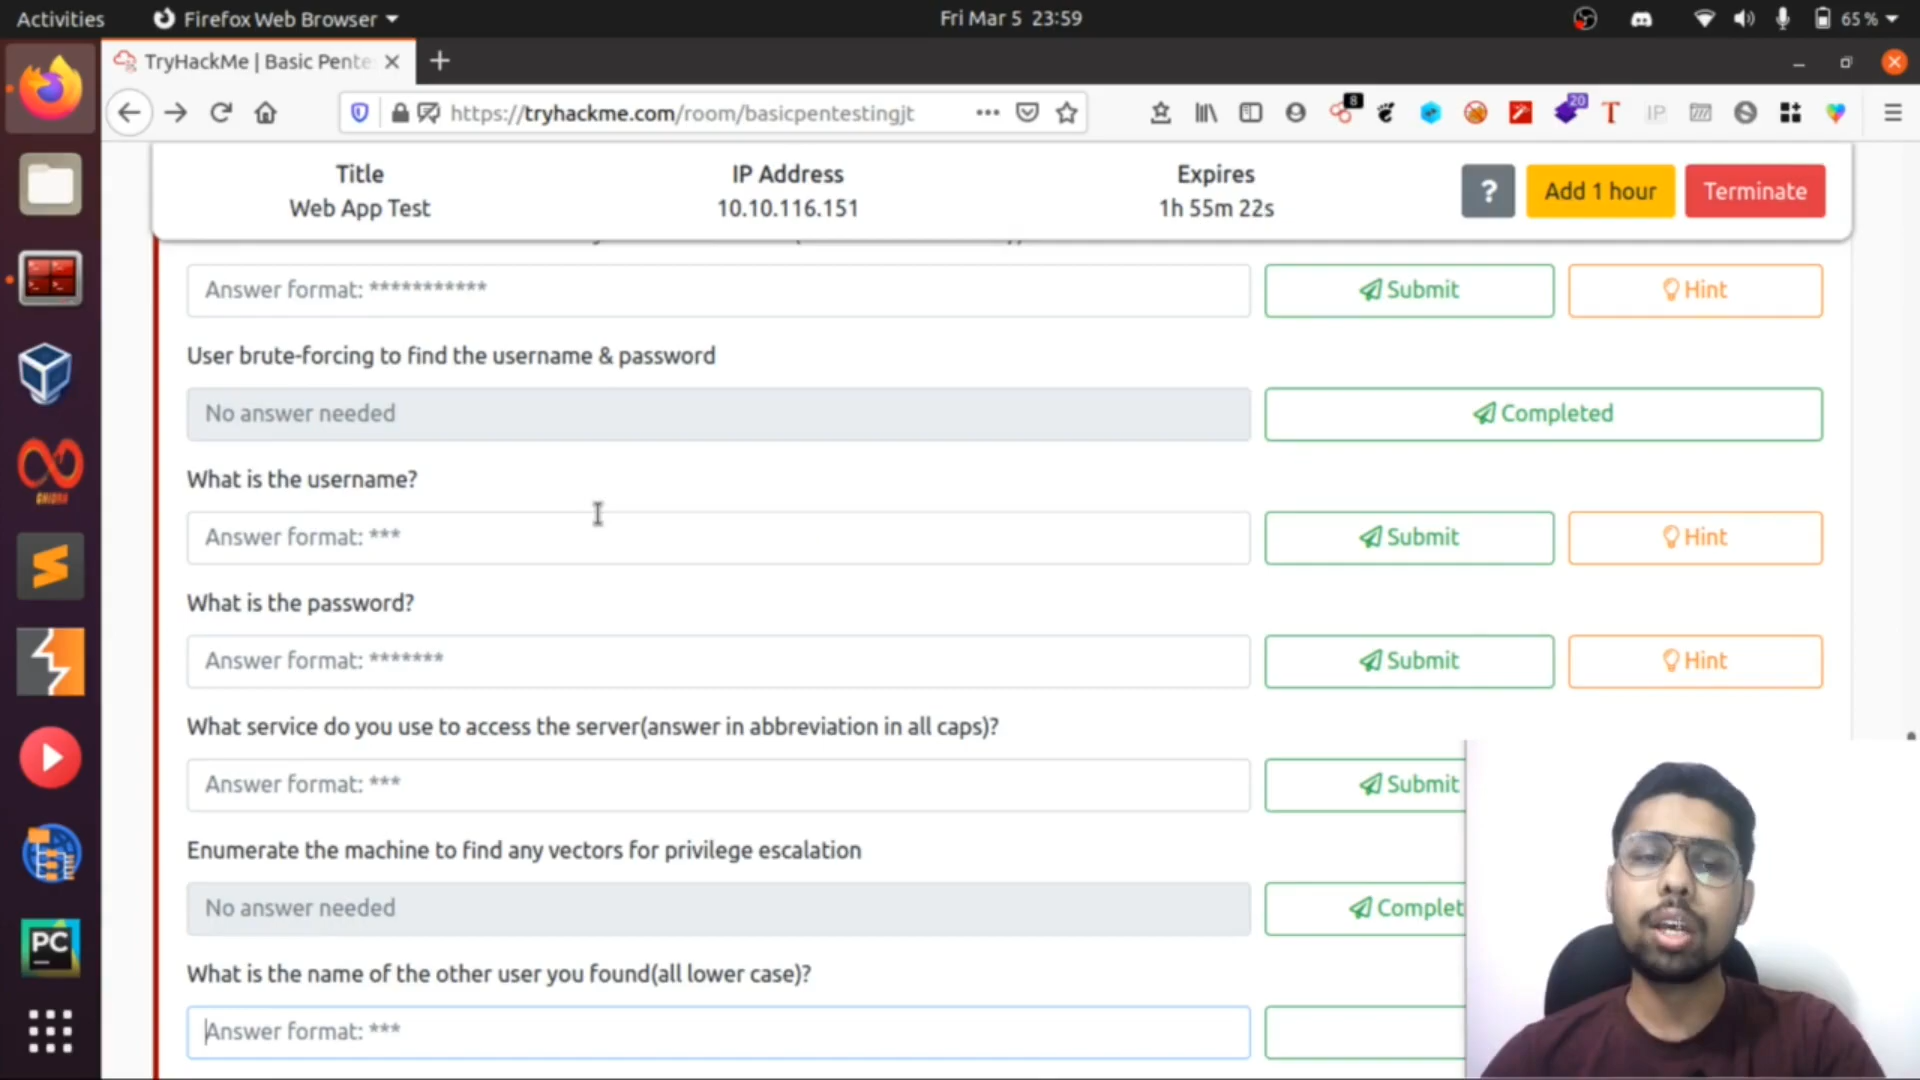 Activities
Firefox Web Browser
Fri Mar 5 23:59
65 %
TryHackMe | Basic Pente
https://tryhackme.com/room/basicpentestingjt
8
20
T
IP
Title
IP Address
Expires
Web App Test
10.10.116.151
1h 55m 22s
?
Add 1 hour
Terminate
Answer format: ***********
Submit
Hint
User brute-forcing to find the username & password
No answer needed
Completed
What is the username?
Answer format: ***
Submit
Hint
What is the password?
Answer format: *******
Submit
Hint
What service do you use to access the server(answer in abbreviation in all caps)?
Answer format: ***
Submit
Enumerate the machine to find any vectors for privilege escalation
No answer needed
Complet
What is the name of the other user you found(all lower case)?
Answer format: ***
GHIDRA
PC